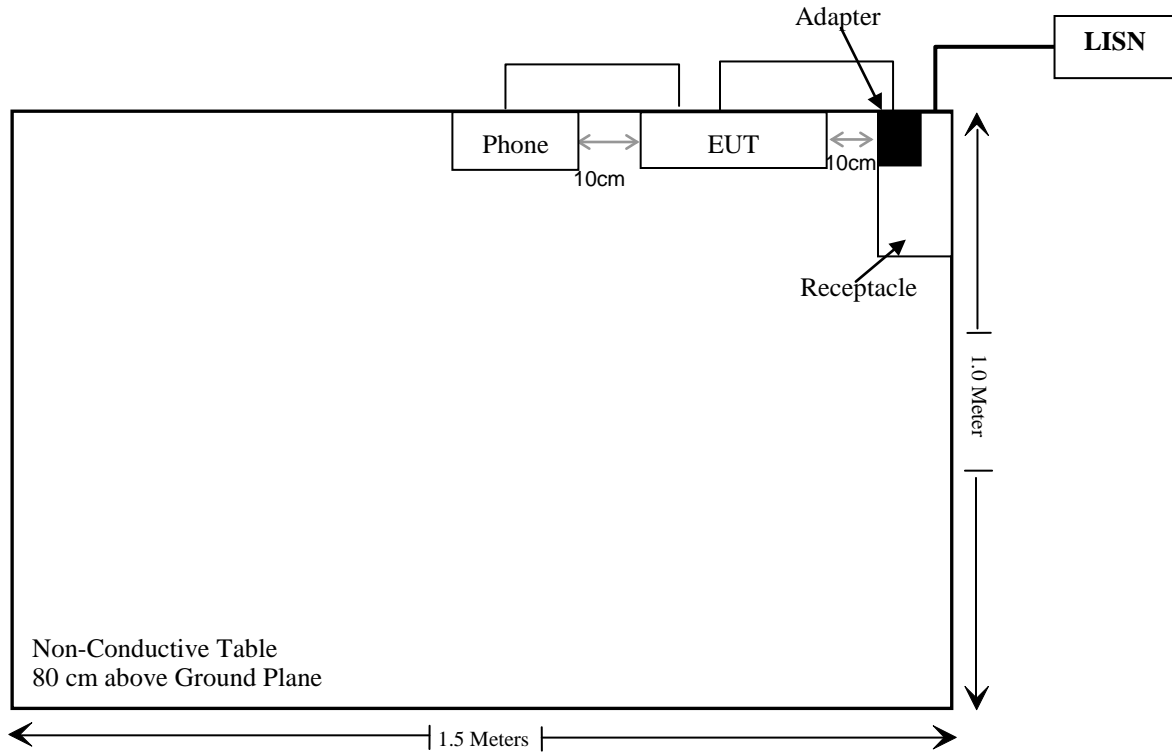 Adapter
LISN
Phone
EUT
10cm
10cm
Receptacle
1.0 Meter
Non-Conductive Table
80 cm above Ground Plane
1.5 Meters